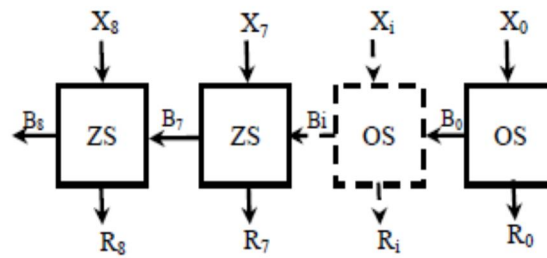 X₈ X₇ Xᵢ X₀
B₈ ZS B₇ ZS Bi OS B₀ OS
R₈ R₇ Rᵢ R₀